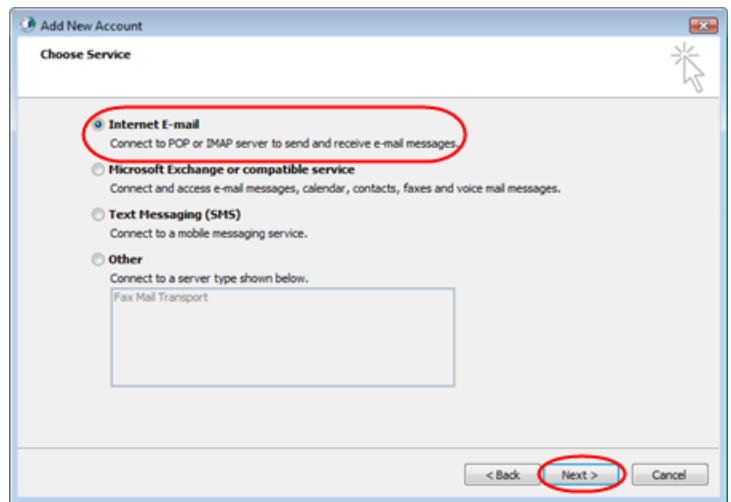 Add New Account
Choose Service
Internet E-mail
Connect to POP or IMAP server to send and receive e-mail messages.
Microsoft Exchange or compatible service
Connect and access e-mail messages, calendar, contacts, faxes and voice mail messages.
Text Messaging (SMS)
Connect to a mobile messaging service.
Other
Connect to a server type shown below.
Fax Mail Transport
< Back Next > Cancel